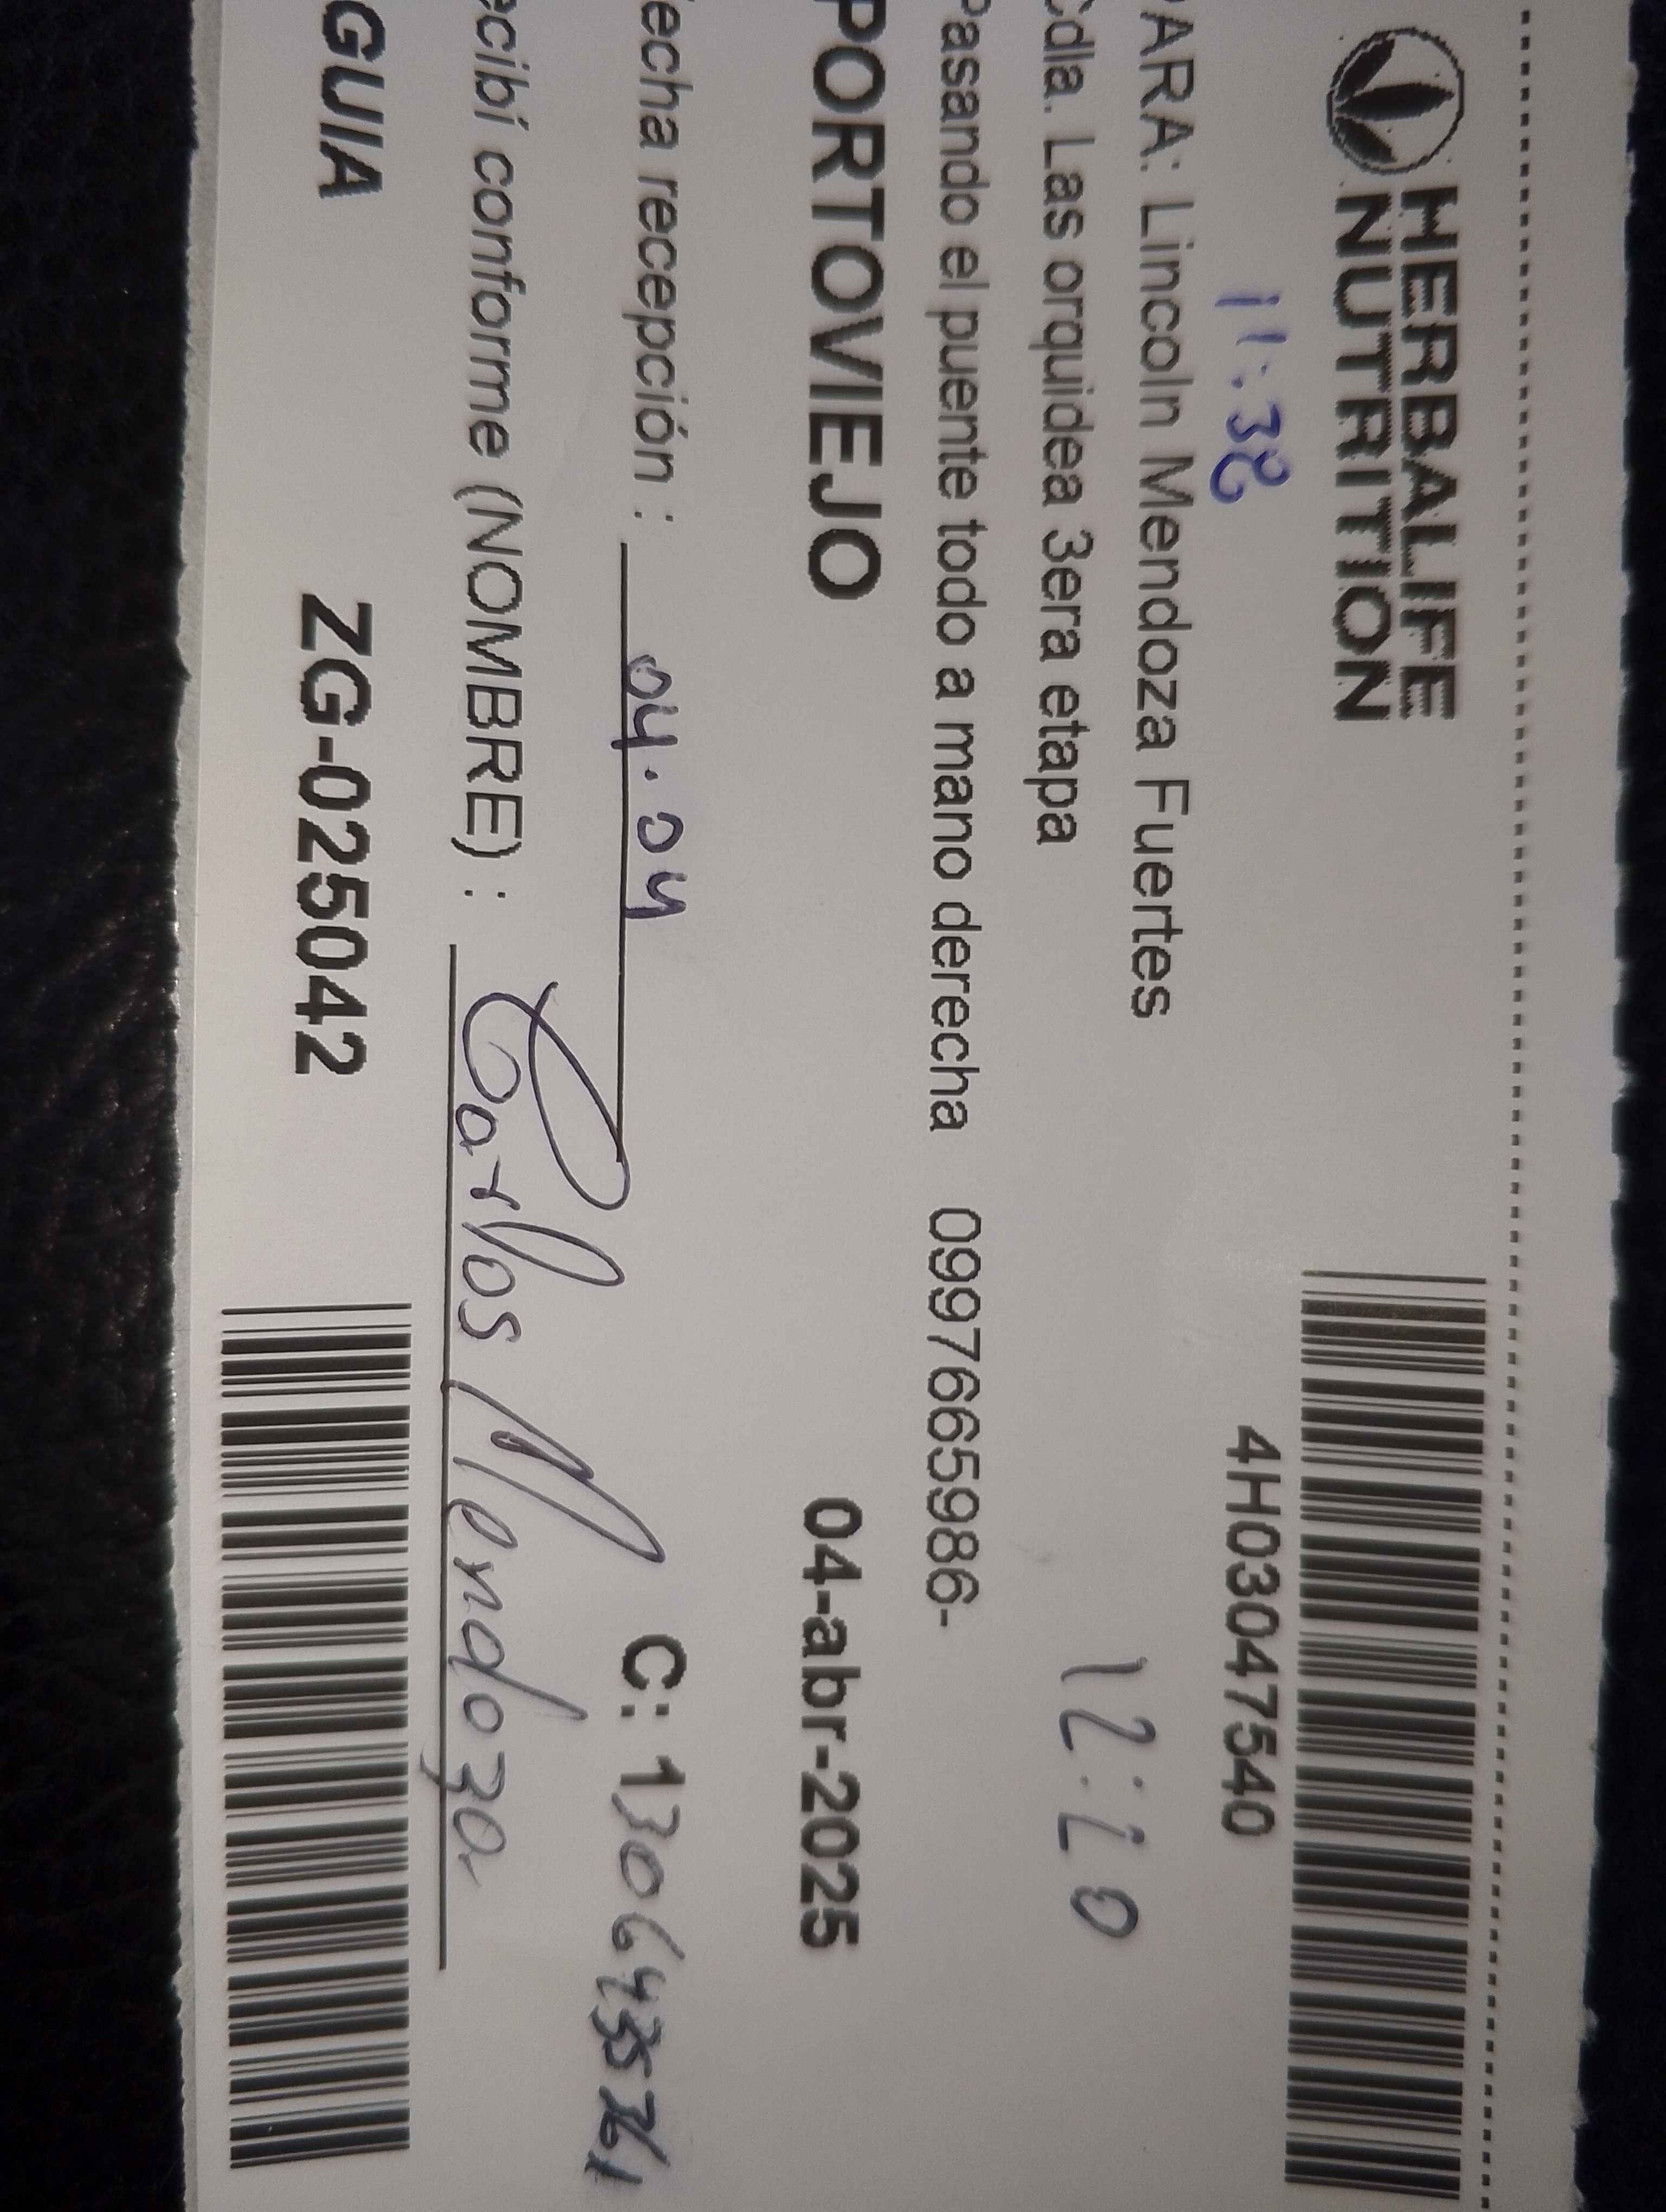 HERBALIFE
NUTRITION
11:38
4H03047540
PARA: Lincoln Mendoza Fuertes
Cdla. Las orquidea 3era etapa
12:20
Pasando el puente todo a mano derecha 0997665986-
PORTOVIEJO 04-abr-2025
echa recepción : 04.04
C:
ecibí conforme (NOMBRE) : Carlos Mendoza
GUIA ZG-025042